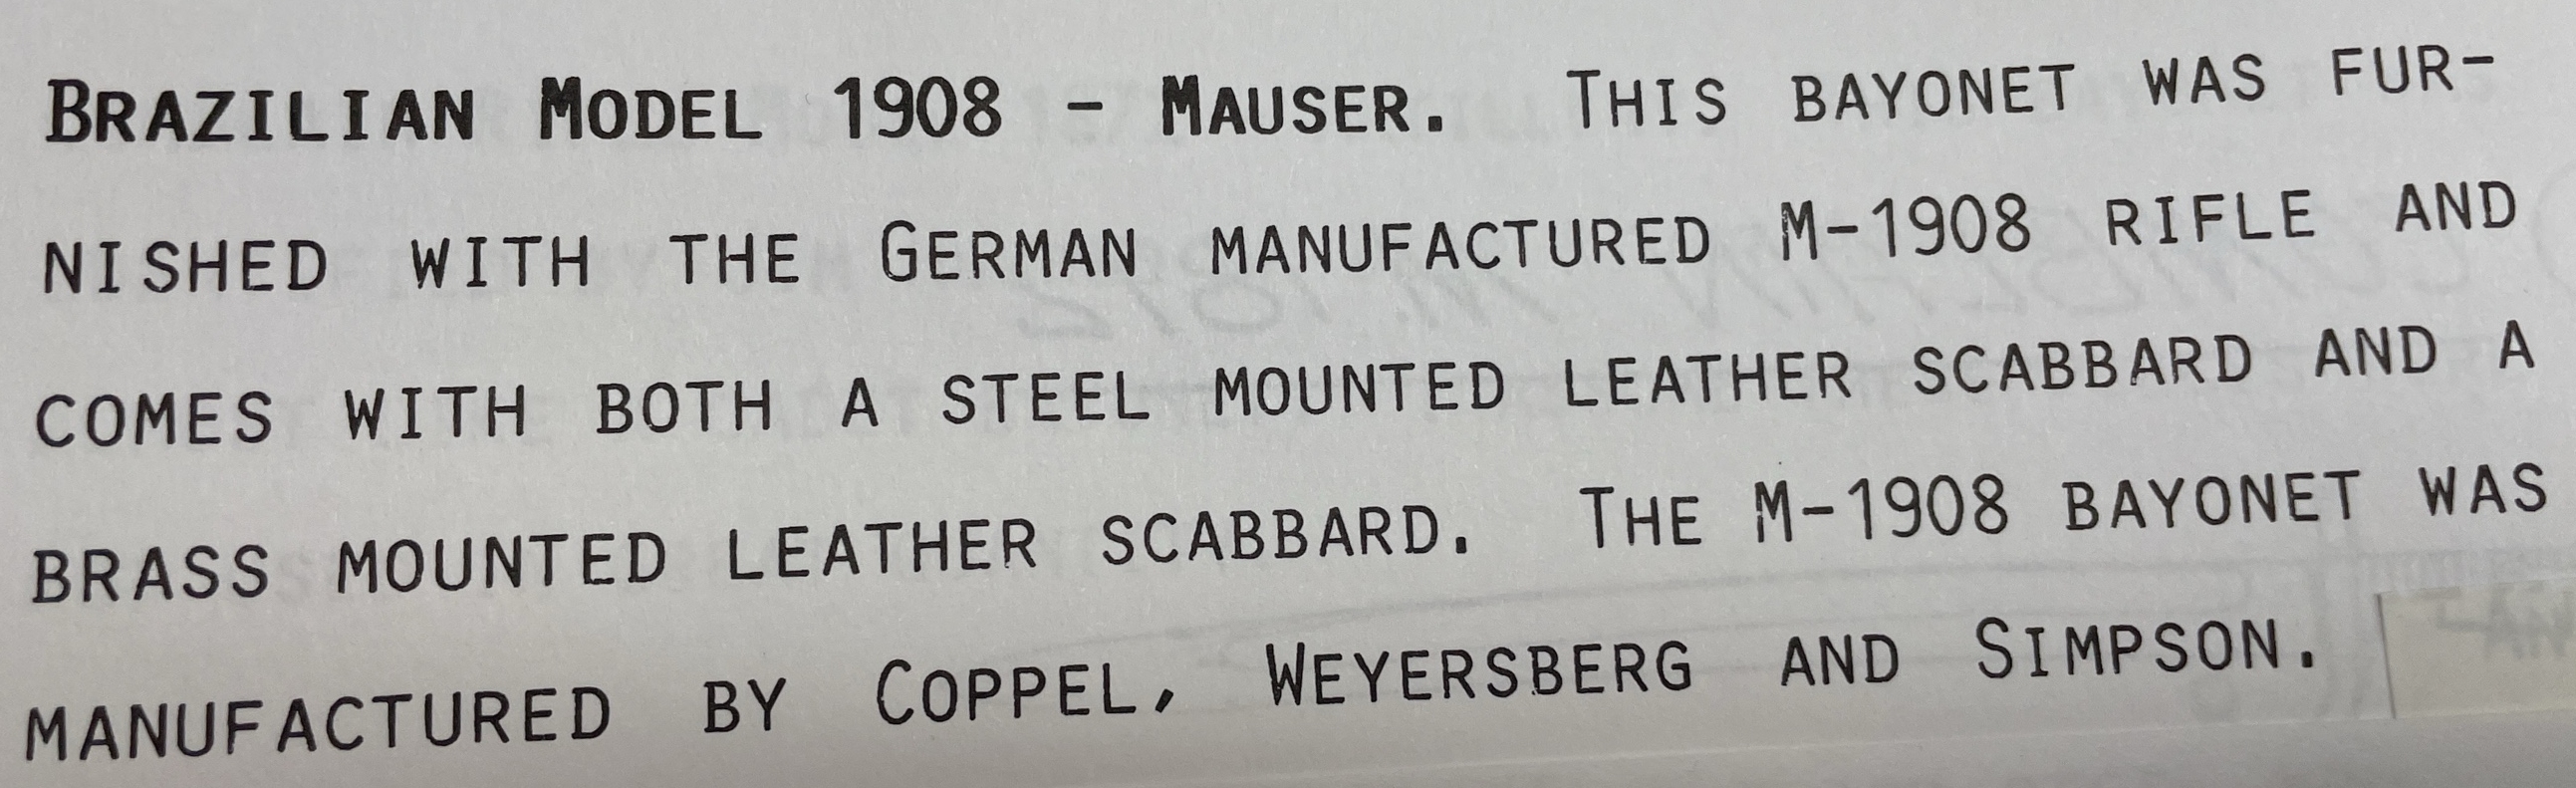 BRAZILIAN MODEL 1908 - MAUSER. THIS BAYONET WAS FUR-
NISHED WITH THE GERMAN MANUFACTURED M-1908 RIFLE AND
COMES WITH BOTH A STEEL MOUNTED LEATHER SCABBARD AND A
BRASS MOUNTED LEATHER SCABBARD. THE M-1908 BAYONET WAS
MANUFACTURED BY COPPEL, WEYERSBERG AND SIMPSON.